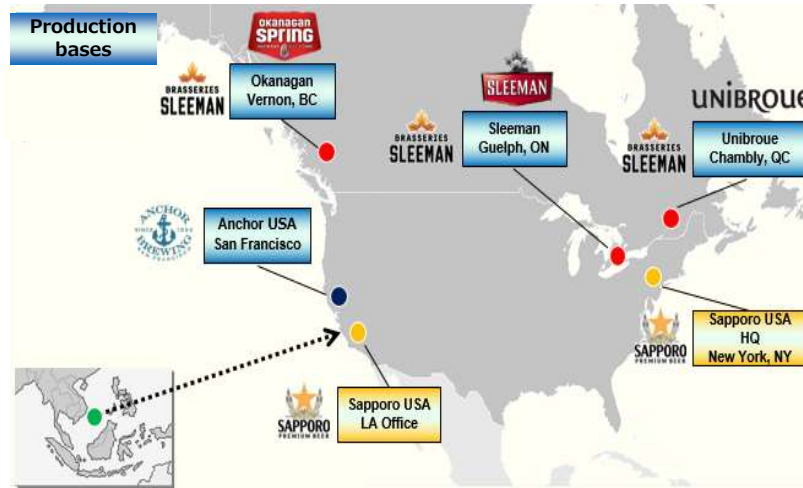 Production
bases
OKANAGAN
SPRING
Okanagan
Vernon, BC
BRASSERIES
SLEEMAN
SLEEMAN
BRASSERIES
SLEEMAN
Sleeman
Guelph, ON
UNIBROUE
BRASSERIES
SLEEMAN
Unibroue
Chambly, QC
ANCHOR
BREWING
Anchor USA
San Francisco
Sapporo USA
HQ
New York, NY
SAPPORO
PREMIUM BEER
SAPPORO
PREMIUM BEER
Sapporo USA
LA Office